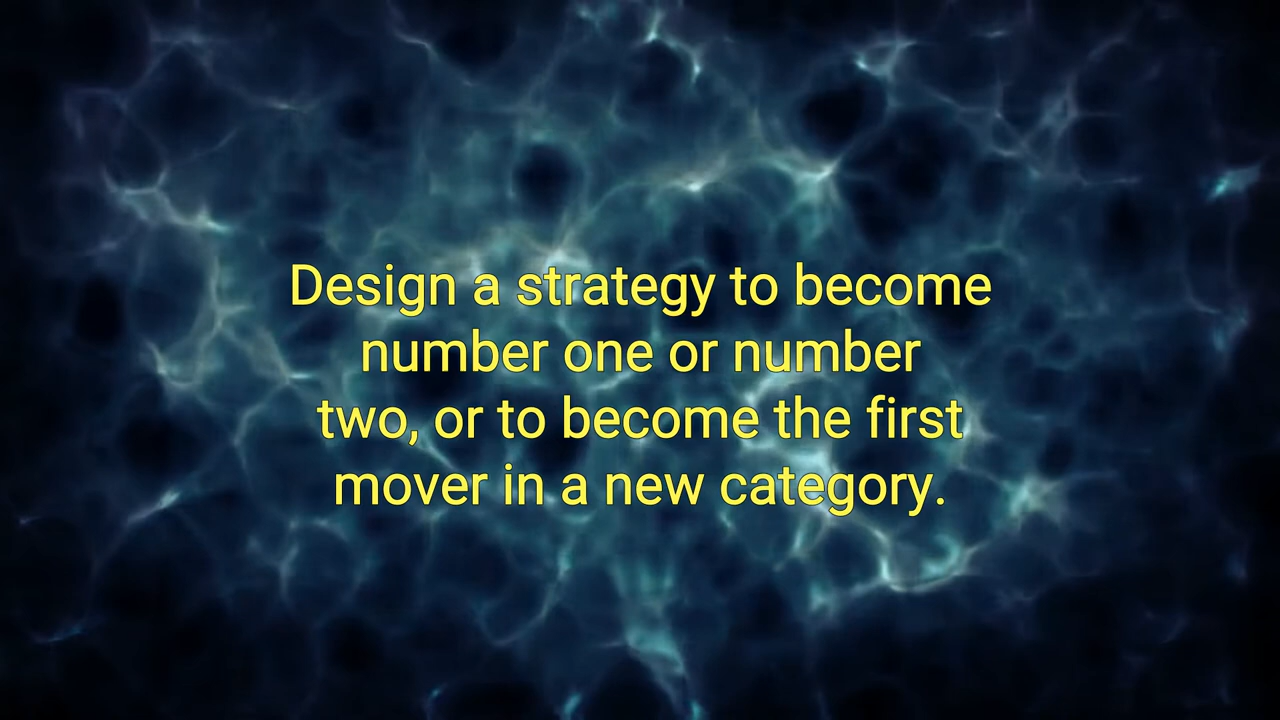 Design a strategy to become
number one or number
two, or to become the first
mover in a new category.